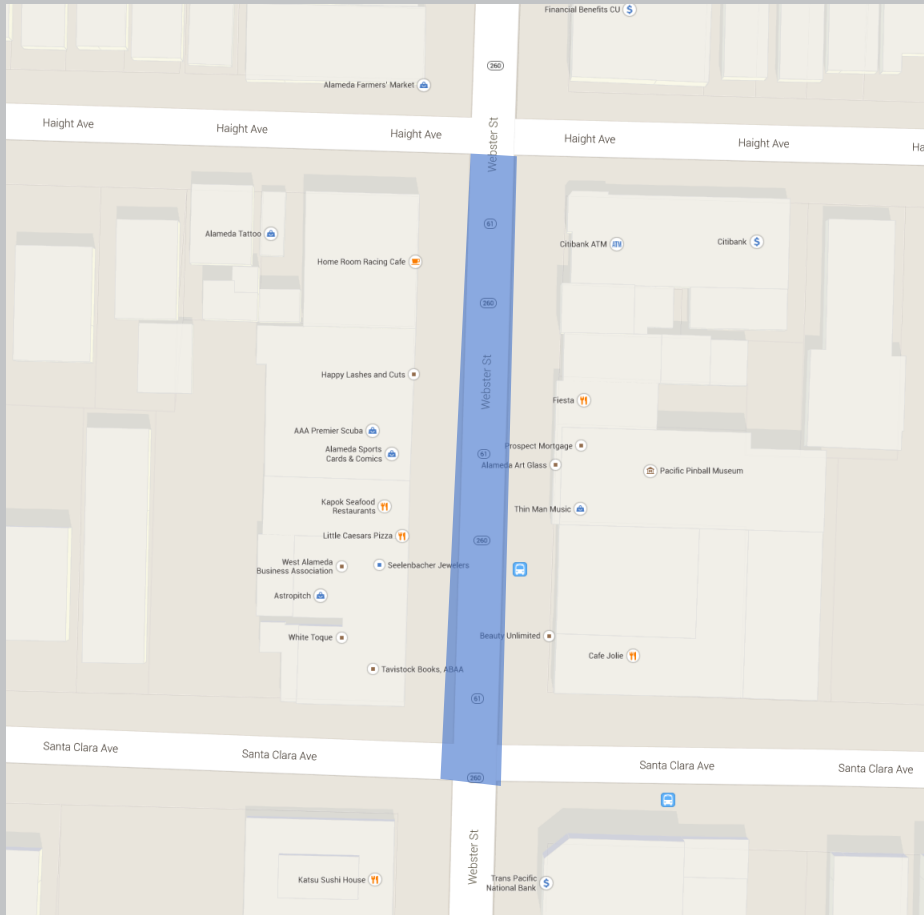 Financial Benefits CU
260
Alameda Farmers' Market
Haight Ave
Haight Ave
Haight Ave
Webster St
Haight Ave
Haight Ave
Ha
61
Alameda Tattoo
Citibank ATM
ATM
Citibank
Home Room Racing Cafe
260
Webster St
Happy Lashes and Cuts
Fiesta
AAA Premier Scuba
Alameda Sports
Cards & Comics
61
Prospect Mortgage
Alameda Art Glass
Pacific Pinball Museum
Kapok Seafood
Restaurants
Thin Man Music
Little Caesars Pizza
260
West Alameda
Business Association
Seelenbacher Jewelers
Astropitch
White Toque
Beauty Unlimited
Cafe Jolie
Tavistock Books, ABAA
61
Santa Clara Ave
Santa Clara Ave
260
Santa Clara Ave
Santa Clara Ave
Webster St
Katsu Sushi House
Trans Pacific
National Bank